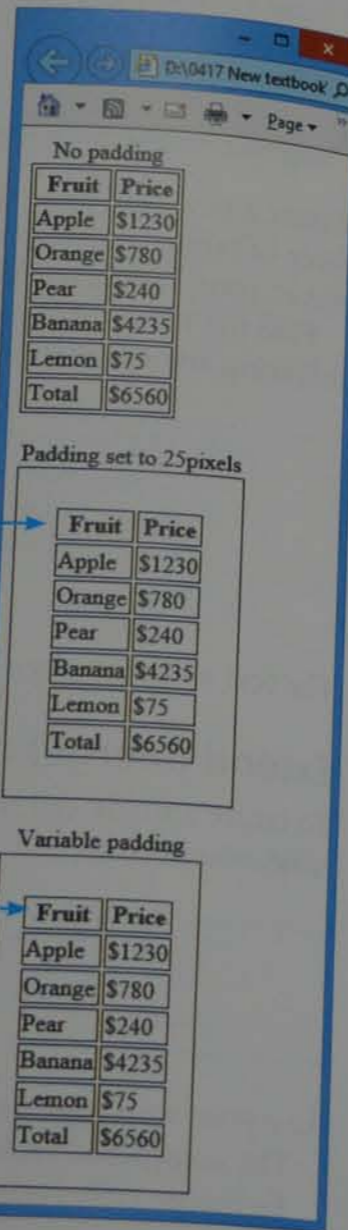 D:\0417 New textbook
Page
No padding
Fruit Price
Apple $1230
Orange $780
Pear $240
Banana $4235
Lemon $75
Total $6560
Padding set to 25pixels
Fruit Price
Apple $1230
Orange $780
Pear $240
Banana $4235
Lemon $75
Total $6560
Variable padding
Fruit Price
Apple $1230
Orange $780
Pear $240
Banana $4235
Lemon $75
Total $6560